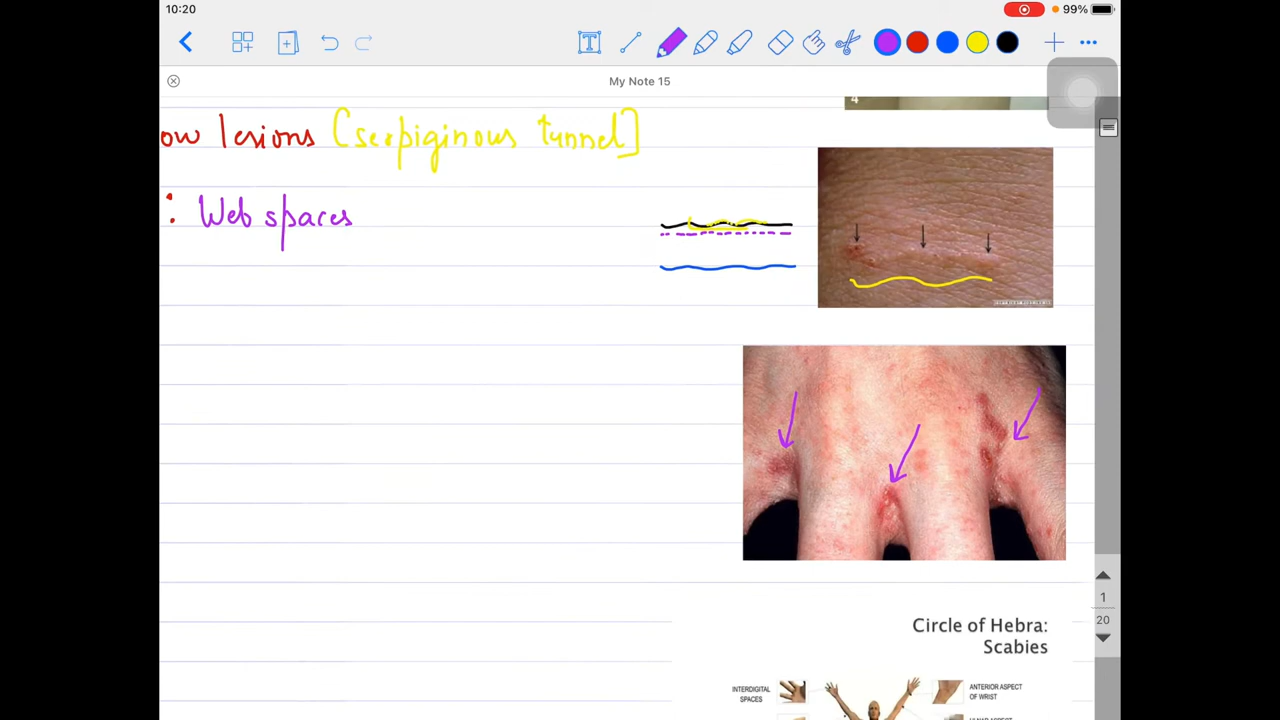 10:20
99%
My Note 15
4
ow lesions [serpiginous tunnel]
: Web spaces
1
20
Circle of Hebra:
Scabies
INTERDIGITAL
SPACES
ANTERIOR ASPECT
OF WRIST